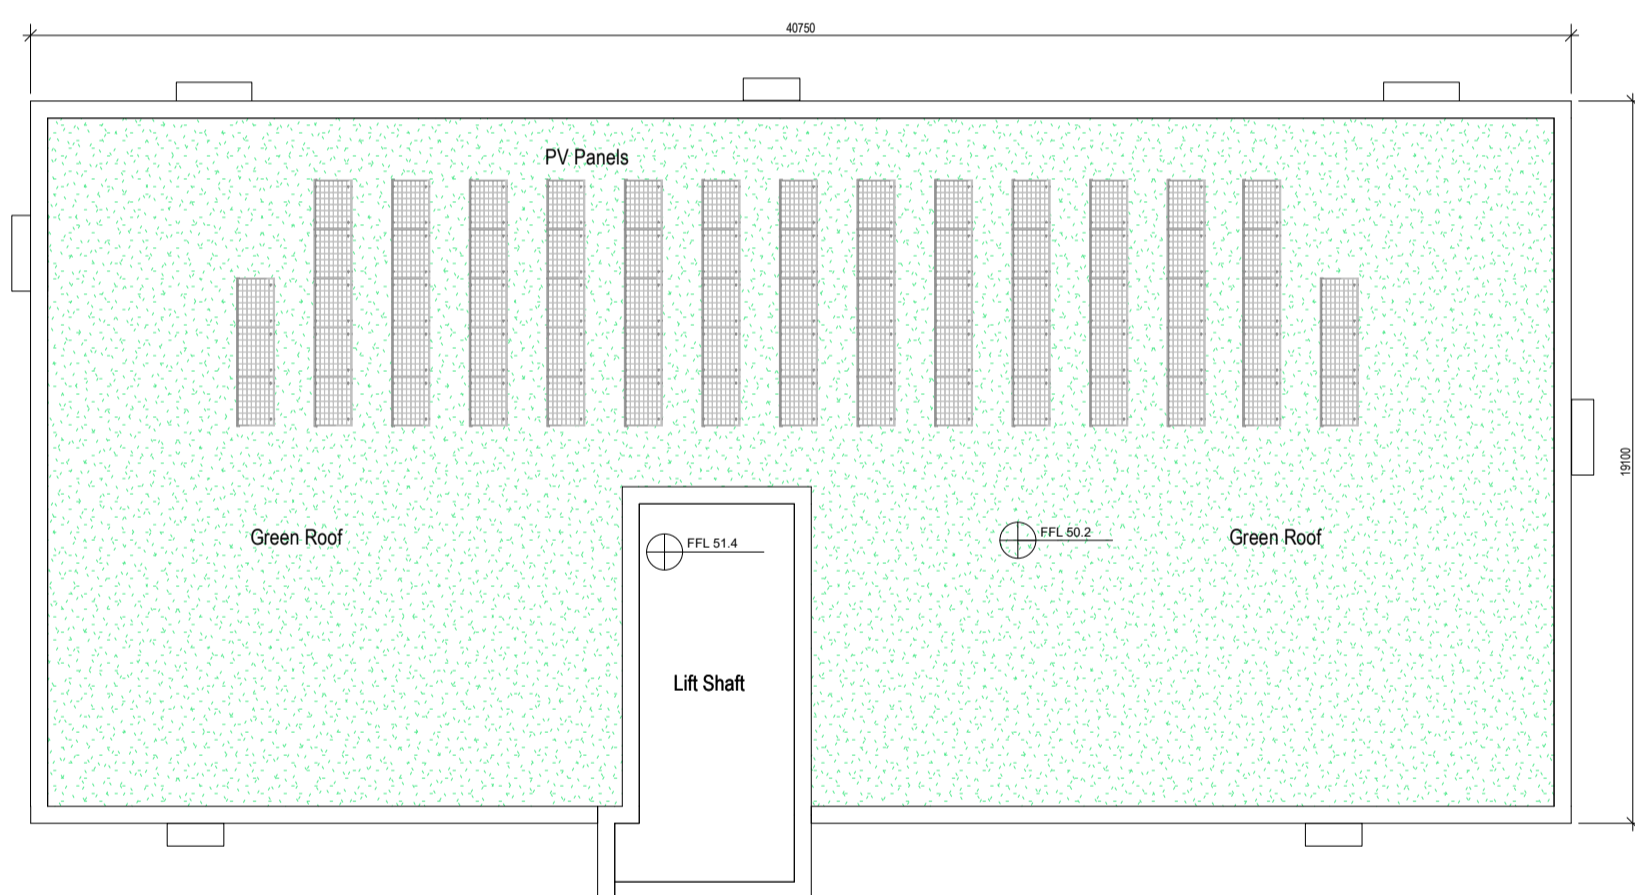 40750
PV Panels
19100
Green Roof
FFL 51.4
FFL 50.2
Green Roof
Lift Shaft